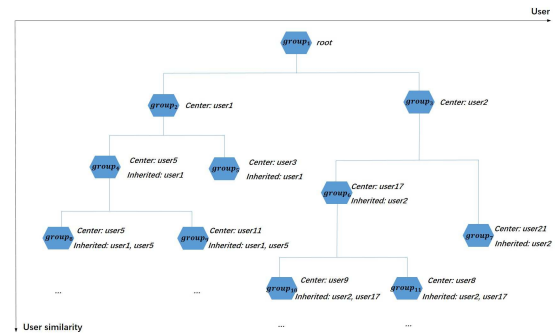 User
group₁ root
group₂ Center: user1
group₃ Center: user2
group₄ Center: user5
Inherited: user1
group₅ Center: user3
Inherited: user1
group₆ Center: user17
Inherited: user2
group₇ Center: user21
Inherited: user2
group₈ Center: user5
Inherited: user1, user5
group₉ Center: user11
Inherited: user1, user5
...
...
group₁₀ Center: user9
Inherited: user2, user17
group₁₁ Center: user8
Inherited: user2, user17
...
...
User similarity